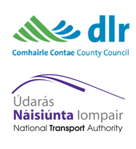 dlr
Comhairle Contae County Council
Údarás
Náisiúnta Iompair
National Transport Authority